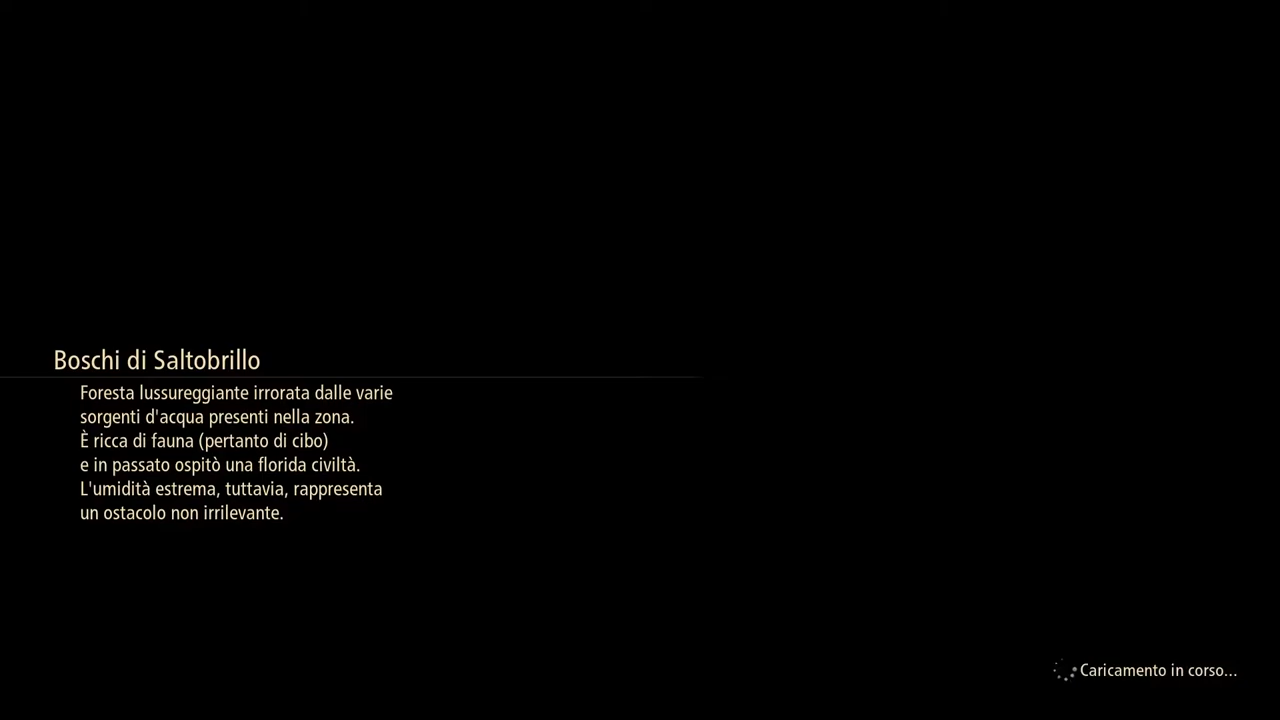 Boschi di Saltobrillo
Foresta lussureggiante irrorata dalle varie
sorgenti d'acqua presenti nella zona.
È ricca di fauna (pertanto di cibo)
e in passato ospitò una florida civiltà.
L'umidità estrema, tuttavia, rappresenta
un ostacolo non irrilevante.
Caricamento in corso...